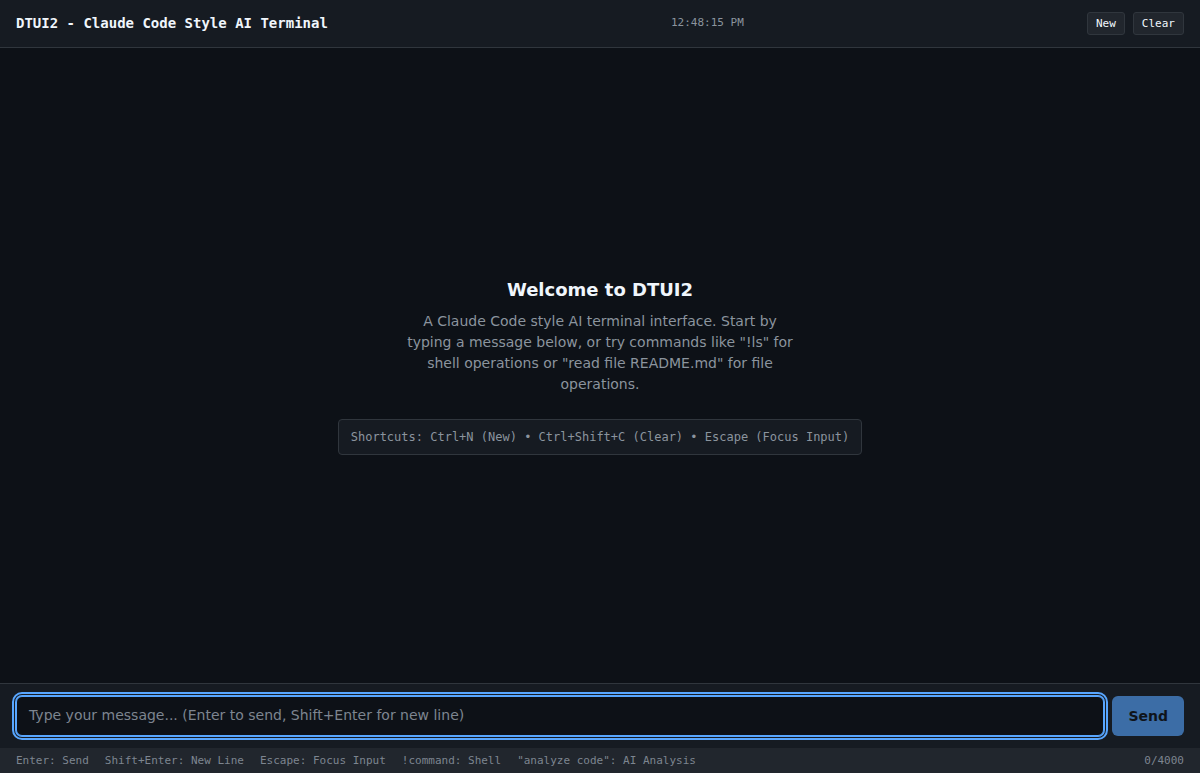 DTUI2 - Claude Code Style AI Terminal
12:48:15 PM
New
Clear
Welcome to DTUI2
A Claude Code style AI terminal interface. Start by
typing a message below, or try commands like "!ls" for
shell operations or "read file README.md" for file
operations.
Shortcuts: Ctrl+N (New) • Ctrl+Shift+C (Clear) • Escape (Focus Input)
Type your message... (Enter to send, Shift+Enter for new line)
Send
Enter: Send
Shift+Enter: New Line
Escape: Focus Input
!command: Shell
"analyze code": AI Analysis
0/4000